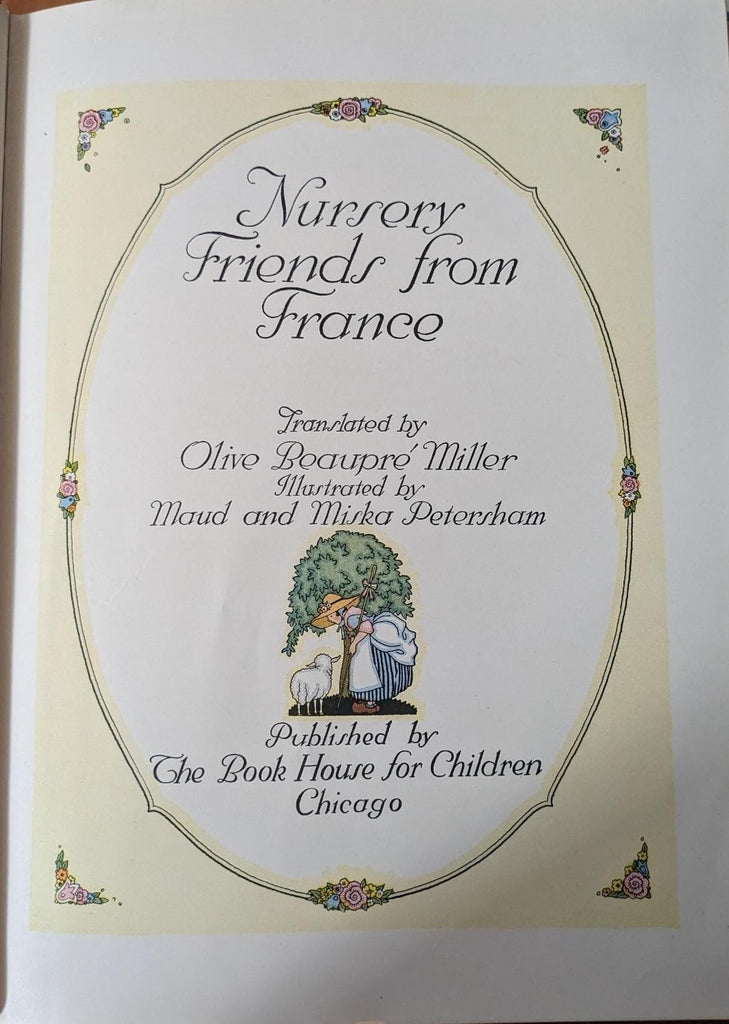 Nursery
Friends from
France
Translated by
Olive Beaupré Miller
Illustrated by
Maud and Miska Petersham
Published by
The Book House for Children
Chicago